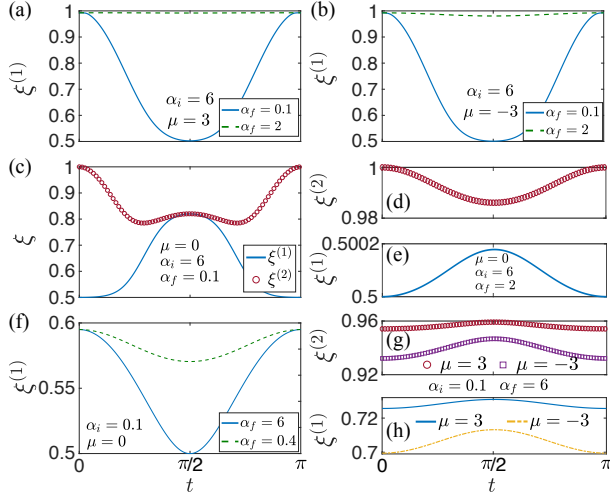 (a)
1
0.9
0.8
0.7
0.6
0.5
ξ(1)
αi = 6
μ = 3
αf = 0.1
αf = 2
(b)
1
0.9
0.8
0.7
0.6
0.5
ξ(1)
αi = 6
μ = −3
αf = 0.1
αf = 2
(c)
1
0.9
0.8
0.7
0.6
0.5
ξ
μ = 0
αi = 6
αf = 0.1
ξ(1)
ξ(2)
(d)
1
0.98
ξ(2)
(e)
0.5002
0.5
ξ(1)
μ = 0
αi = 6
αf = 2
(f)
0.6
0.55
0.5
ξ(1)
αi = 0.1
μ = 0
αf = 6
αf = 0.4
0
π/2
π
t
(g)
0.96
0.92
ξ(2)
μ = 3
μ = −3
αi = 0.1 αf = 6
(h)
0.72
0.7
ξ(1)
μ = 3
μ = −3
0
π/2
π
t